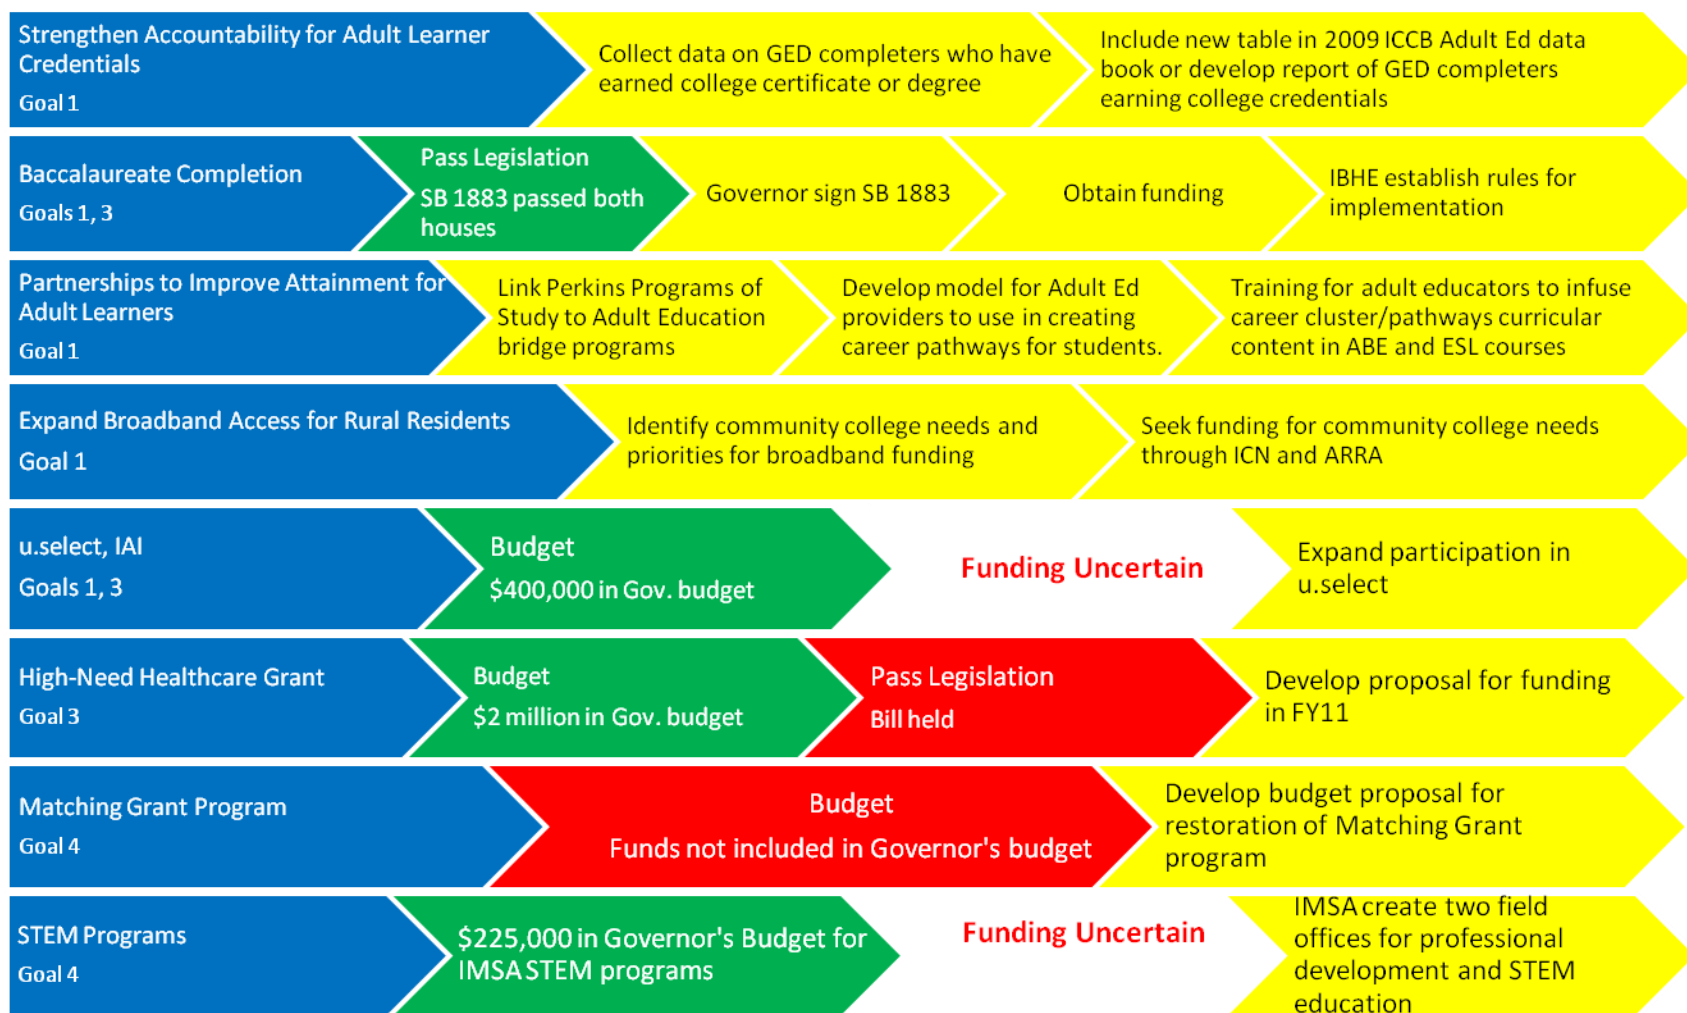 Strengthen Accountability for Adult Learner
Credentials
Goal 1
Collect data on GED completers who have
earned college certificate or degree
Include new table in 2009 ICCB Adult Ed data
book or develop report of GED completers
earning college credentials
Baccalaureate Completion
Goals 1, 3
Pass Legislation
SB 1883 passed both
houses
Governor sign SB 1883
Obtain funding
IBHE establish rules for
implementation
Partnerships to Improve Attainment for
Adult Learners
Goal 1
Link Perkins Programs of
Study to Adult Education
bridge programs
Develop model for Adult Ed
providers to use in creating
career pathways for students.
Training for adult educators to infuse
career cluster/pathways curricular
content in ABE and ESL courses
Expand Broadband Access for Rural Residents
Goal 1
Identify community college needs and
priorities for broadband funding
Seek funding for community college needs
through ICN and ARRA
u.select, IAI
Goals 1, 3
Budget
$400,000 in Gov. budget
Funding Uncertain
Expand participation in
u.select
High-Need Healthcare Grant
Goal 3
Budget
$2 million in Gov. budget
Pass Legislation
Bill held
Develop proposal for funding
in FY11
Matching Grant Program
Goal 4
Budget
Funds not included in Governor's budget
Develop budget proposal for
restoration of Matching Grant
program
STEM Programs
Goal 4
$225,000 in Governor's Budget for
IMSA STEM programs
Funding Uncertain
IMSA create two field
offices for professional
development and STEM
education